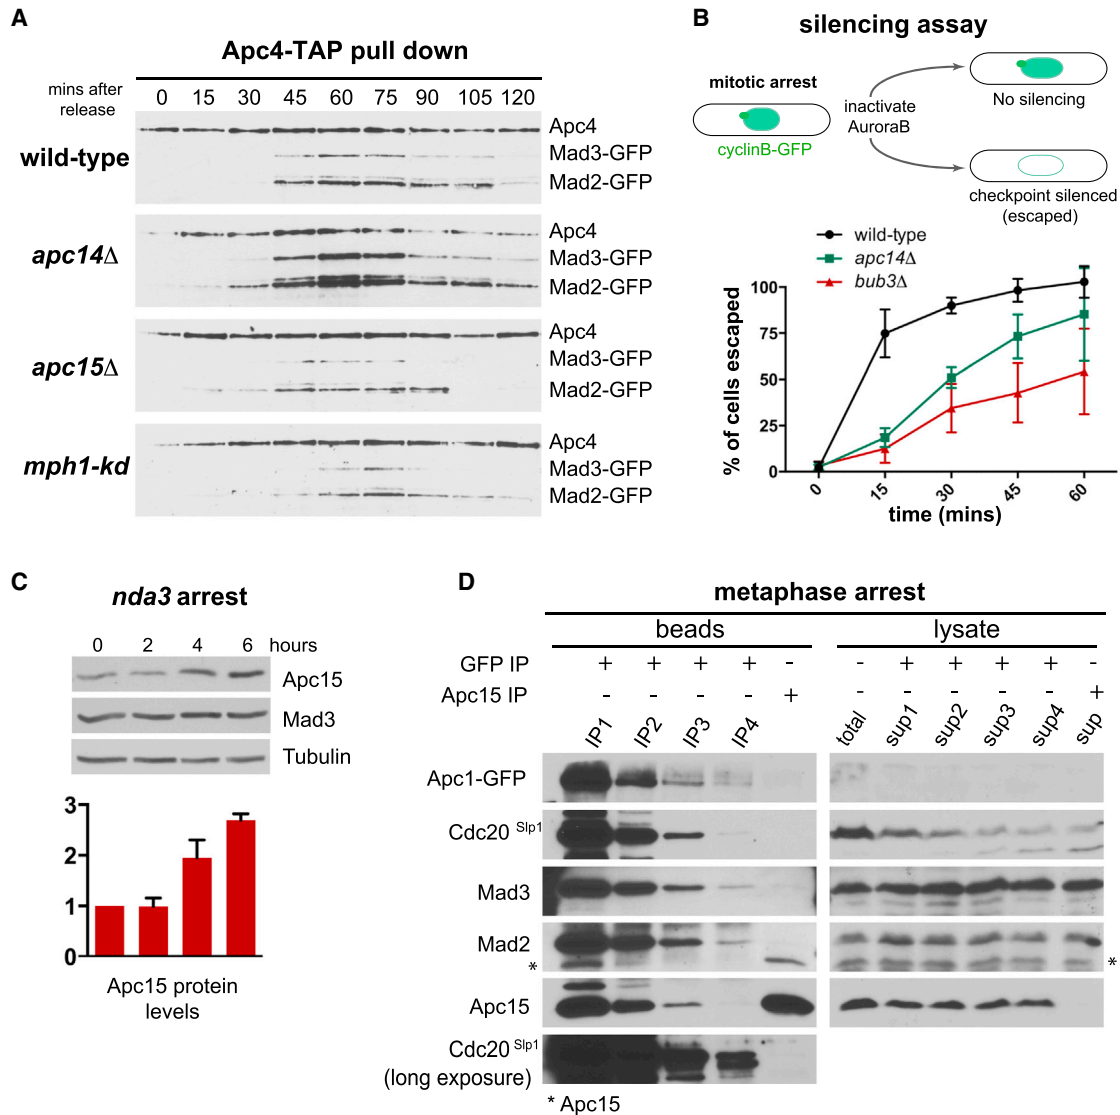 A
Apc4-TAP pull down
mins after
release
0 15 30 45 60 75 90 105 120
wild-type
Apc4
Mad3-GFP
Mad2-GFP
apc14Δ
Apc4
Mad3-GFP
Mad2-GFP
apc15Δ
Apc4
Mad3-GFP
Mad2-GFP
mph1-kd
Apc4
Mad3-GFP
Mad2-GFP
B
silencing assay
mitotic arrest
cyclinB-GFP
inactivate
AuroraB
No silencing
checkpoint silenced
(escaped)
wild-type
apc14Δ
bub3Δ
% of cells escaped
100
75
50
25
0
0 15 30 45 60
time (mins)
C
nda3 arrest
0 2 4 6 hours
Apc15
Mad3
Tubulin
3
2
1
0
Apc15 protein
levels
D
metaphase arrest
beads lysate
GFP IP + + + + - - + + + + -
Apc15 IP - - - - + - - - - - +
IP1 IP2 IP3 IP4 total sup1 sup2 sup3 sup4 sup
Apc1-GFP
Cdc20 Slp1
Mad3
Mad2
* *
Apc15
Cdc20 Slp1
(long exposure)
* Apc15